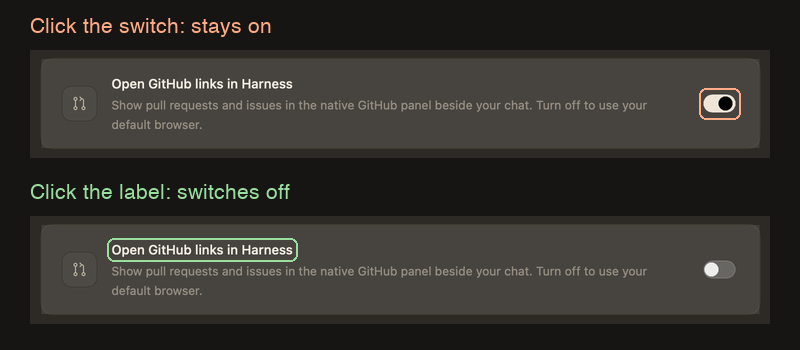 Click the switch: stays on
Open GitHub links in Harness
Show pull requests and issues in the native GitHub panel beside your chat. Turn off to use your
default browser.
Click the label: switches off
Open GitHub links in Harness
Show pull requests and issues in the native GitHub panel beside your chat. Turn off to use your
default browser.